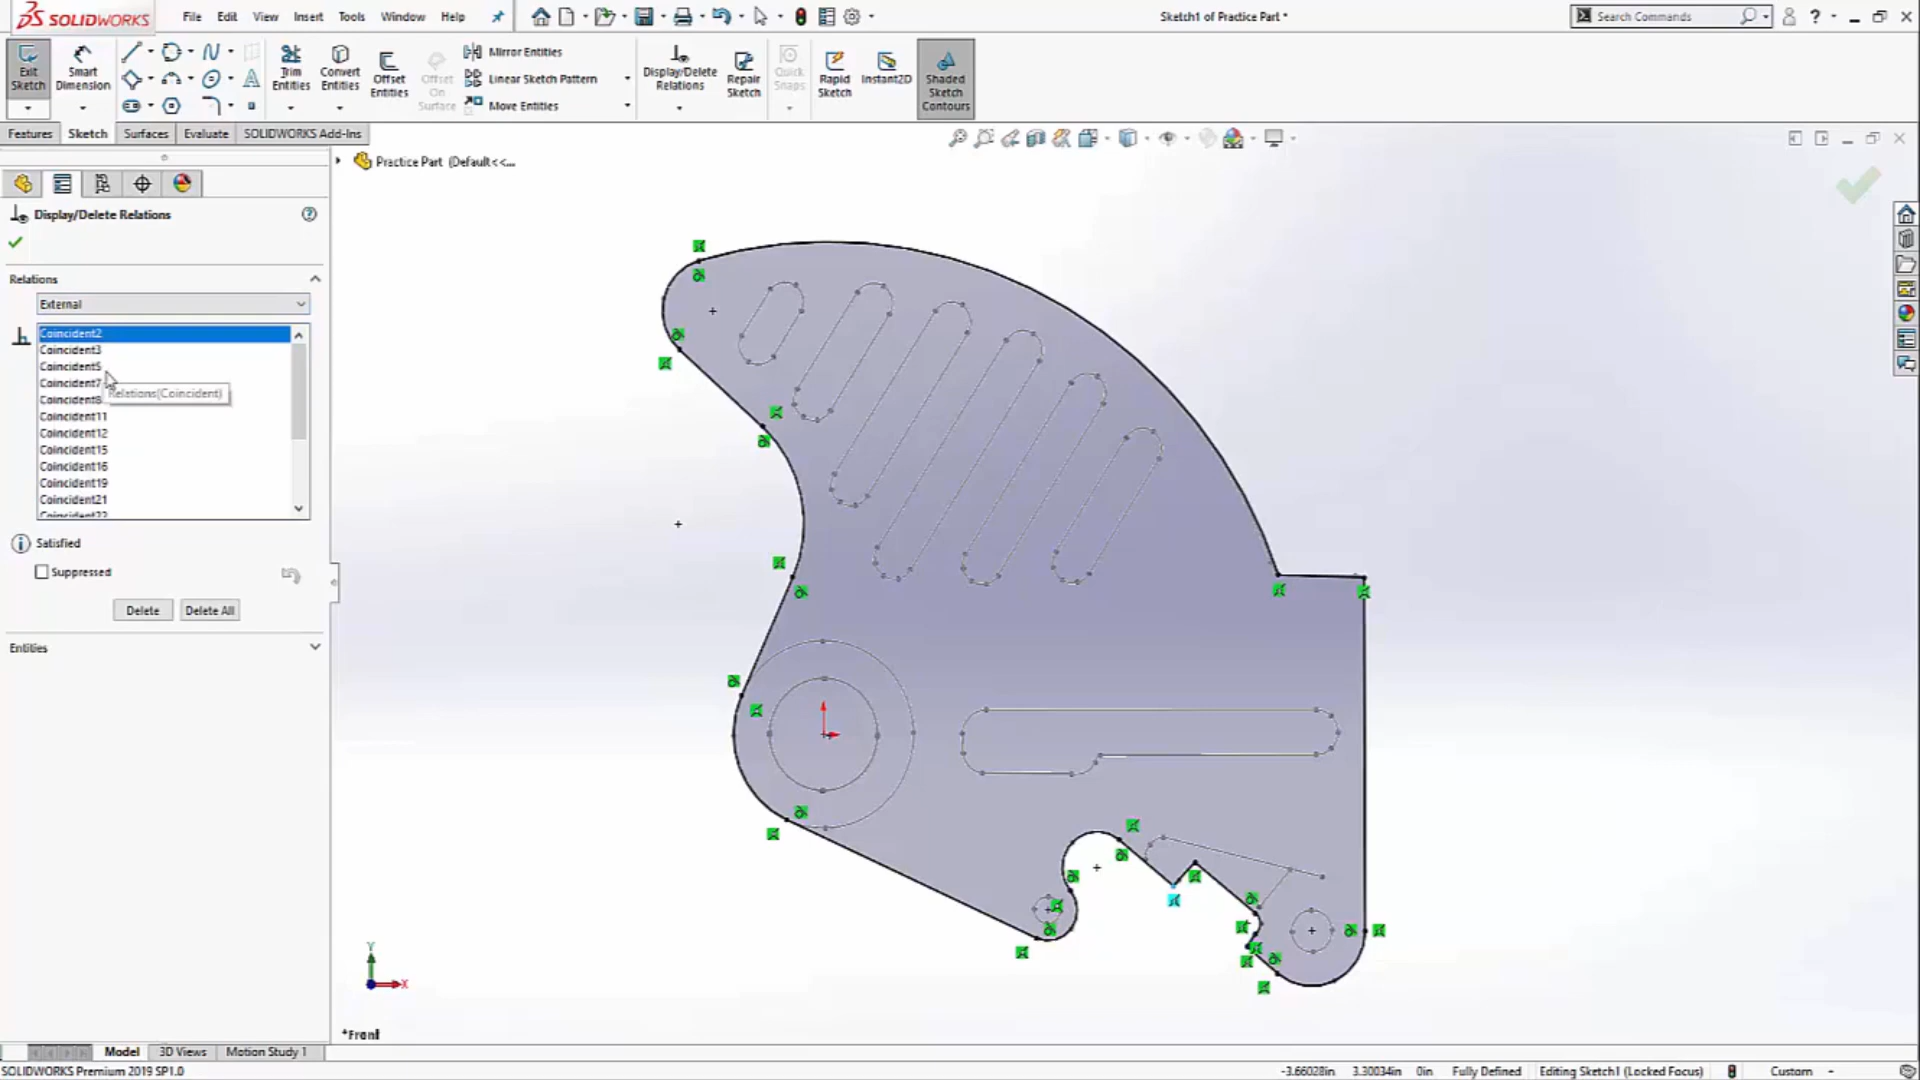 SOLIDWORKS File Edit View Insert Tools Window Help Sketch1 of Practice Part * Search Commands
Exit Sketch
Smart Dimension
Trim Entities
Convert Entities
Offset Entities
Offset On Surface
Mirror Entities
Linear Sketch Pattern
Move Entities
Display/Delete Relations
Repair Sketch
Quick Snaps
Rapid Sketch
Instant2D
Shaded Sketch Contours
Features Sketch Surfaces Evaluate SOLIDWORKS Add-Ins
Practice Part (Default<<...
Display/Delete Relations
Relations
External
Coincident2
Coincident3
Coincident5
Coincident7
Relations(Coincident)
Coincident8
Coincident11
Coincident12
Coincident15
Coincident16
Coincident19
Coincident21
Coincident22
Satisfied
Suppressed
Delete Delete All
Entities
Y
X
*Front
Model 3D Views Motion Study 1
SOLIDWORKS Premium 2019 SP1.0 -3.66028in 3.30034in 0in Fully Defined Editing Sketch1 (Locked Focus) Custom